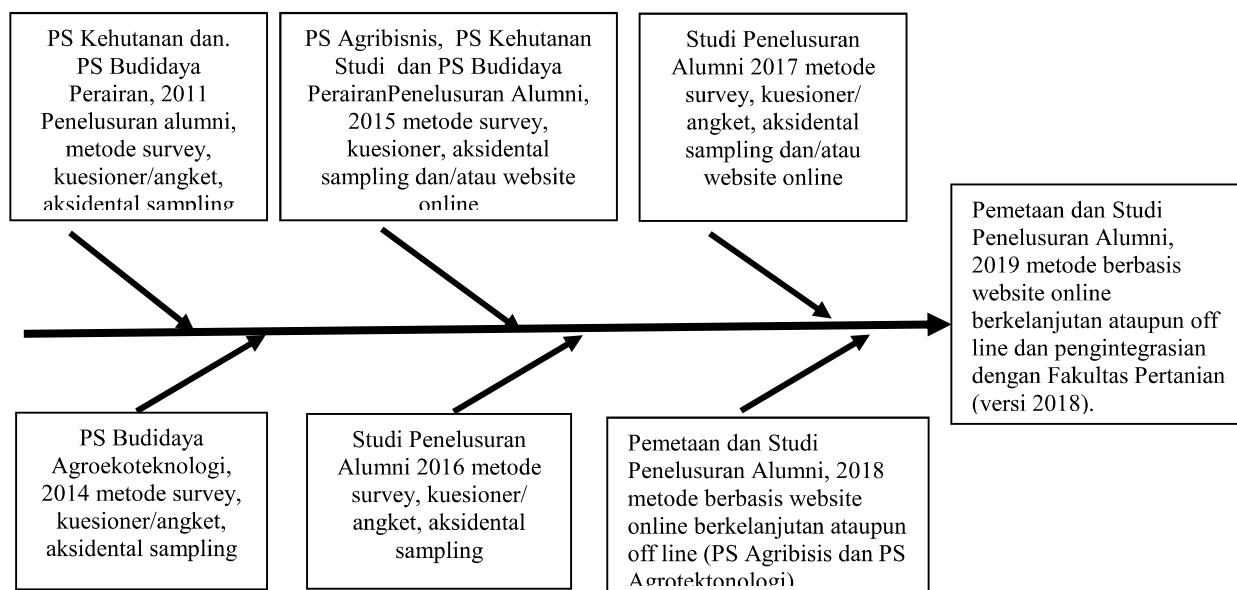 PS Kehutanan dan.
PS Budidaya
Perairan, 2011
Penelusuran alumni,
metode survey,
kuesioner/angket,
aksidental sampling
PS Agribisnis, PS Kehutanan
Studi dan PS Budidaya
PerairanPenelusuran Alumni,
2015 metode survey,
kuesioner, aksidental
sampling dan/atau website
online
Studi Penelusuran
Alumni 2017 metode
survey, kuesioner/
angket, aksidental
sampling dan/atau
website online
Pemetaan dan Studi
Penelusuran Alumni,
2019 metode berbasis
website online
berkelanjutan ataupun off
line dan pengintegrasian
dengan Fakultas Pertanian
(versi 2018).
PS Budidaya
Agroekoteknologi,
2014 metode survey,
kuesioner/angket,
aksidental sampling
Studi Penelusuran
Alumni 2016 metode
survey, kuesioner/
angket, aksidental
sampling
Pemetaan dan Studi
Penelusuran Alumni, 2018
metode berbasis website
online berkelanjutan ataupun
off line (PS Agribisis dan PS
Agrotektonologi)